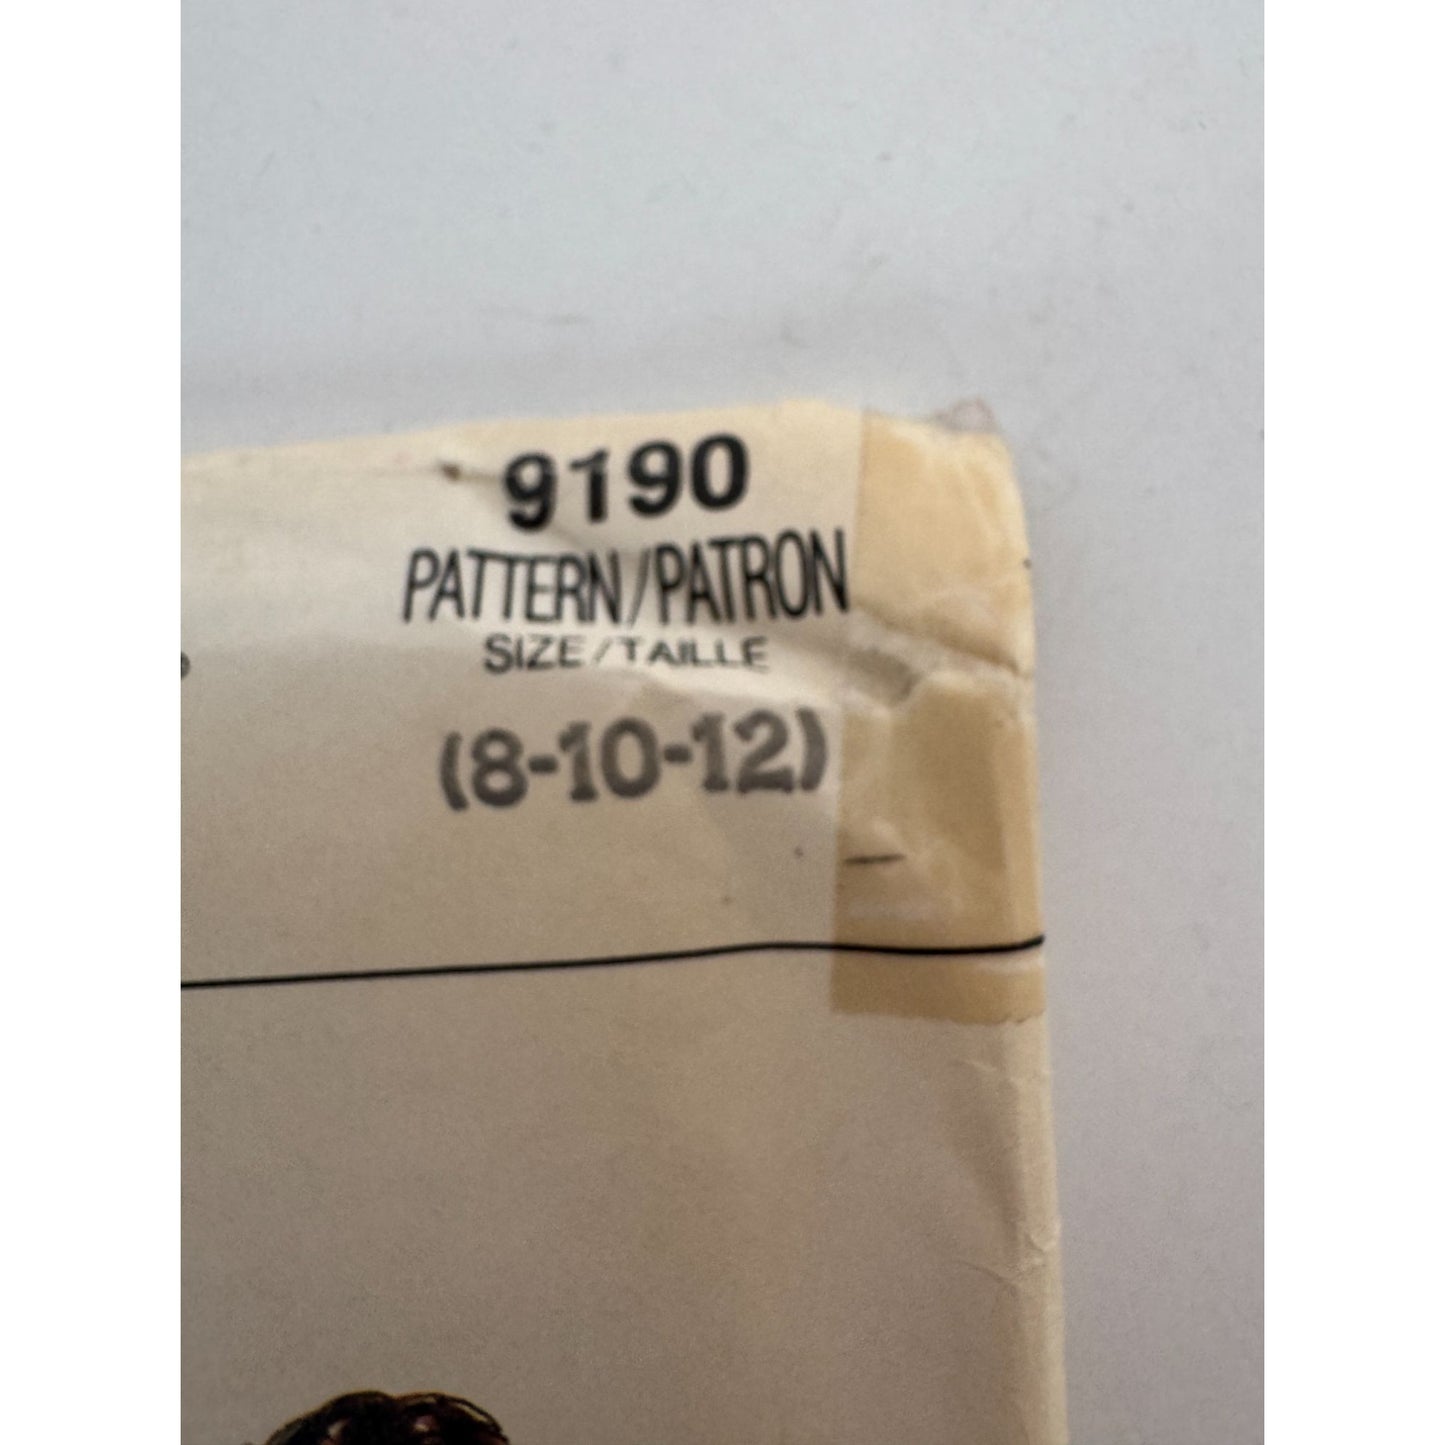 9190
PATTERN/PATRON
SIZE/TAILLE
(8-10-12)